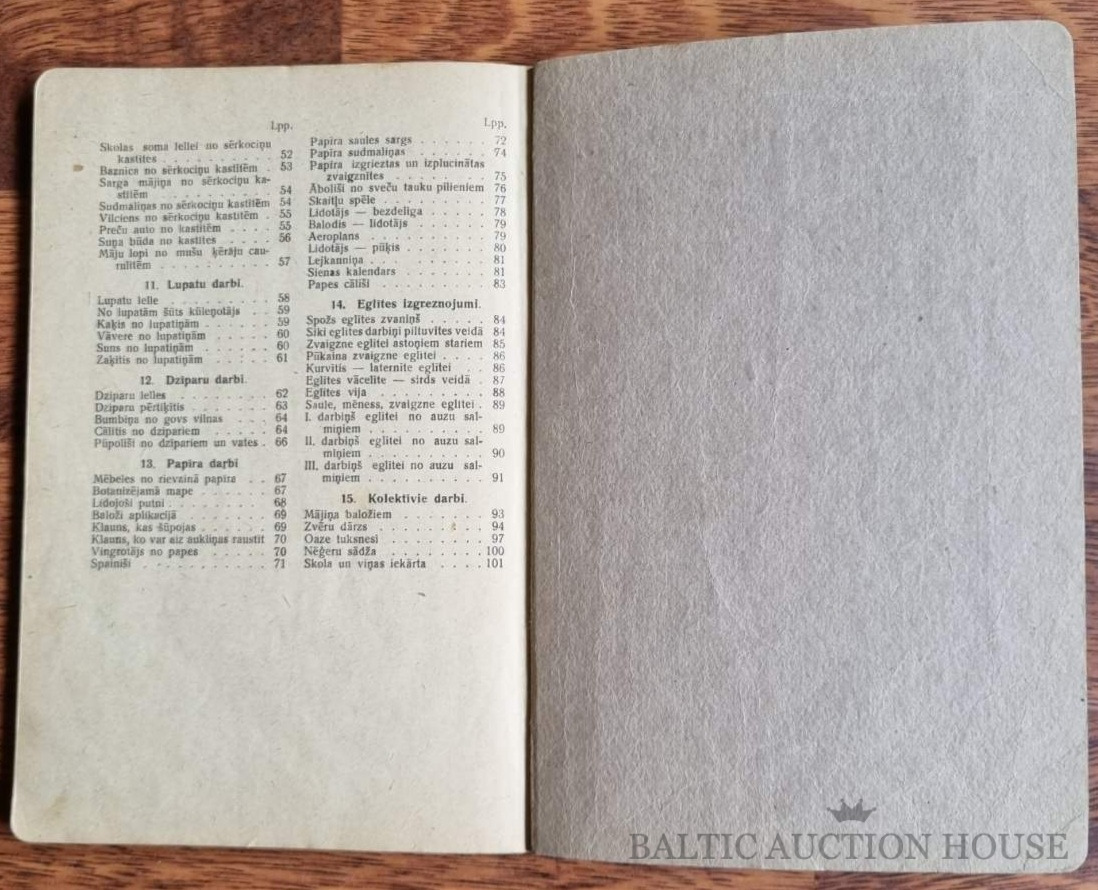 Lpp.
Skolas soma lellei no sērkociņu
kastītes . . . . . . . . 52
Baznīca no sērkociņu kastītēm . 53
Sarga mājiņa no sērkociņu ka-
stītēm . . . . . . . . 54
Sudmaliņas no sērkociņu kastītēm 54
Vilciens no sērkociņu kastītēm . 55
Preču auto no kastītēm . . . . 55
Suņa būda no kastītes . . . . 56
Māju lopi no mušu ķērāju cau-
rulītēm . . . . . . . . 57
11. Lupatu darbi.
Lupatu lelle . . . . . . . . 58
No lupatām šūts kūleņotājs . . 59
Kaķis no lupatiņām . . . . . 59
Vāvere no lupatiņām . . . . . 60
Suns no lupatiņām . . . . . 60
Zaķītis no lupatiņām . . . . . 61
12. Dzīparu darbi.
Dzīparu lelles . . . . . . . 62
Dzīparu pērtiķītis . . . . . . 63
Bumbiņa no govs vilnas . . . . 64
Cālītis no dzīpariem . . . . . 64
Pūpolīši no dzīpariem un vates . 66
13. Papīra darbi
Mēbeles no rievzinā papīra . . 67
Botanizējamā mape . . . . . 67
Lidojoši putni . . . . . . . 68
Baloži aplikacijā . . . . . . 69
Klauns, kas šūpojas . . . . . 69
Klauns, ko var aiz aukliņas raustīt 70
Vingrotājs no papes . . . . . 70
Spainīši . . . . . . . . . 71
Lpp.
Papīra saules sargs . . . . . . 72
Papīra sudmaliņas . . . . . . 74
Papīra izgrieztas un izplucinātas
zvaigznītes . . . . . . . 75
Āboliši no sveču tauku pilieniem 76
Skaitļu spēle . . . . . . . 77
Lidotājs — bezdelīga . . . . . 78
Balodis — lidotājs . . . . . . 79
Aeroplans . . . . . . . . 79
Lidotājs — pūķis . . . . . . 80
Lejkanniņa . . . . . . . . 81
Sienas kalendars . . . . . . 81
Papes cālīši . . . . . . . . 83
14. Eglītes izgreznojumi.
Spožs eglītes zvaniņš . . . . . 84
Sīki eglītes darbiņi piltuvītes veidā 84
Zvaigzne eglītei astoņiem stariem 85
Pūkaina zvaigzne eglītei . . . . 86
Kurvītis — laternīte eglītei . . 86
Eglītes vācelīte — sirds veidā . 87
Eglītes vija . . . . . . . . 88
Saule, mēness, zvaigzne eglītei . 89
I. darbiņš eglītei no auzu sal-
miņiem . . . . . . . . 89
II. darbiņš eglītei no auzu sal-
miņiem . . . . . . . . 90
III. darbiņš eglītei no auzu sal-
miņiem . . . . . . . . 91
15. Kolektīvie darbi.
Mājiņa baložiem . . . . . . 93
Zvēru dārzs . . . . . . . . 94
Oaze tuksnesī . . . . . . . 97
Nēģeru sādža . . . . . . . 100
Skola un viņas iekārta . . . . 101
BALTIC AUCTION HOUSE